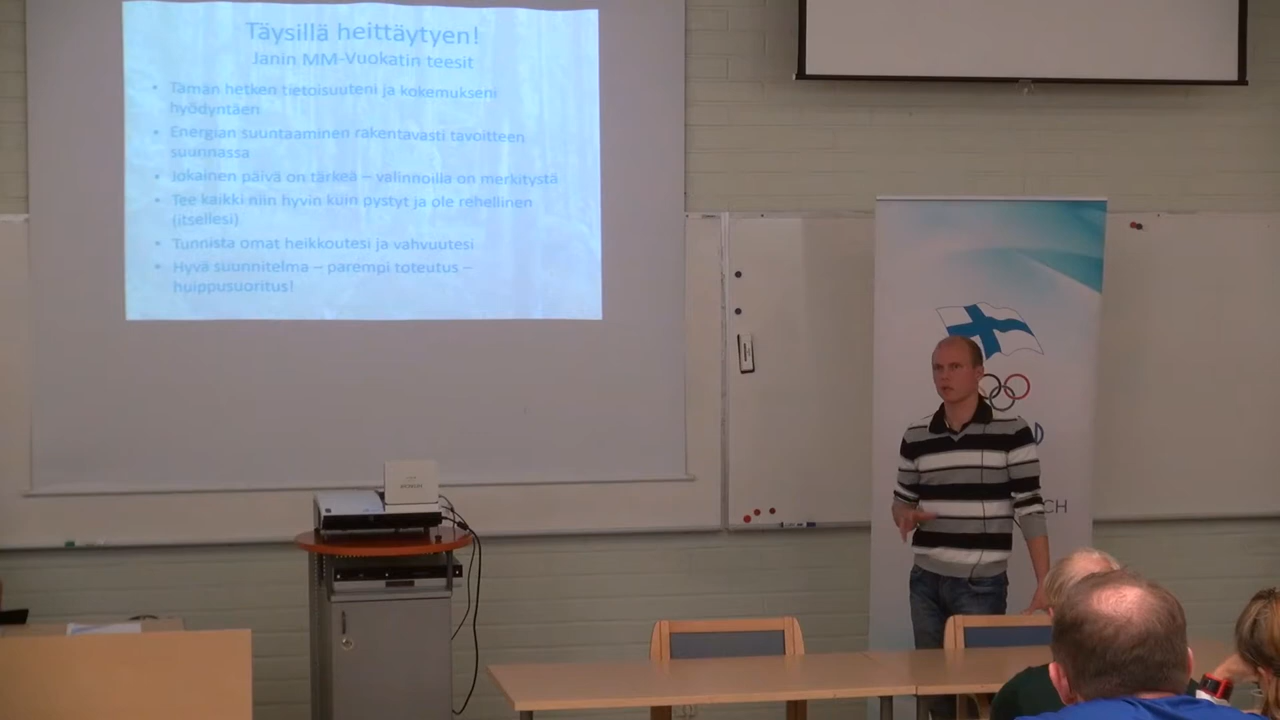 Täysillä heittäytyen!
Janin MM-Vuokatin teesit
• Tämän hetken tietoisuuteni ja kokemukseni
hyödyntäen
• Energian suuntaaminen rakentavasti tavoitteen
suunnassa
• Jokainen päivä on tärkeä – valinnoilla on merkitystä
• Tee kaikki niin hyvin kuin pystyt ja ole rehellinen
(itsellesi)
• Tunnista omat heikkoutesi ja vahvuutesi
• Hyvä suunnitelma – parempi toteutus –
huippusuoritus!
D
CH